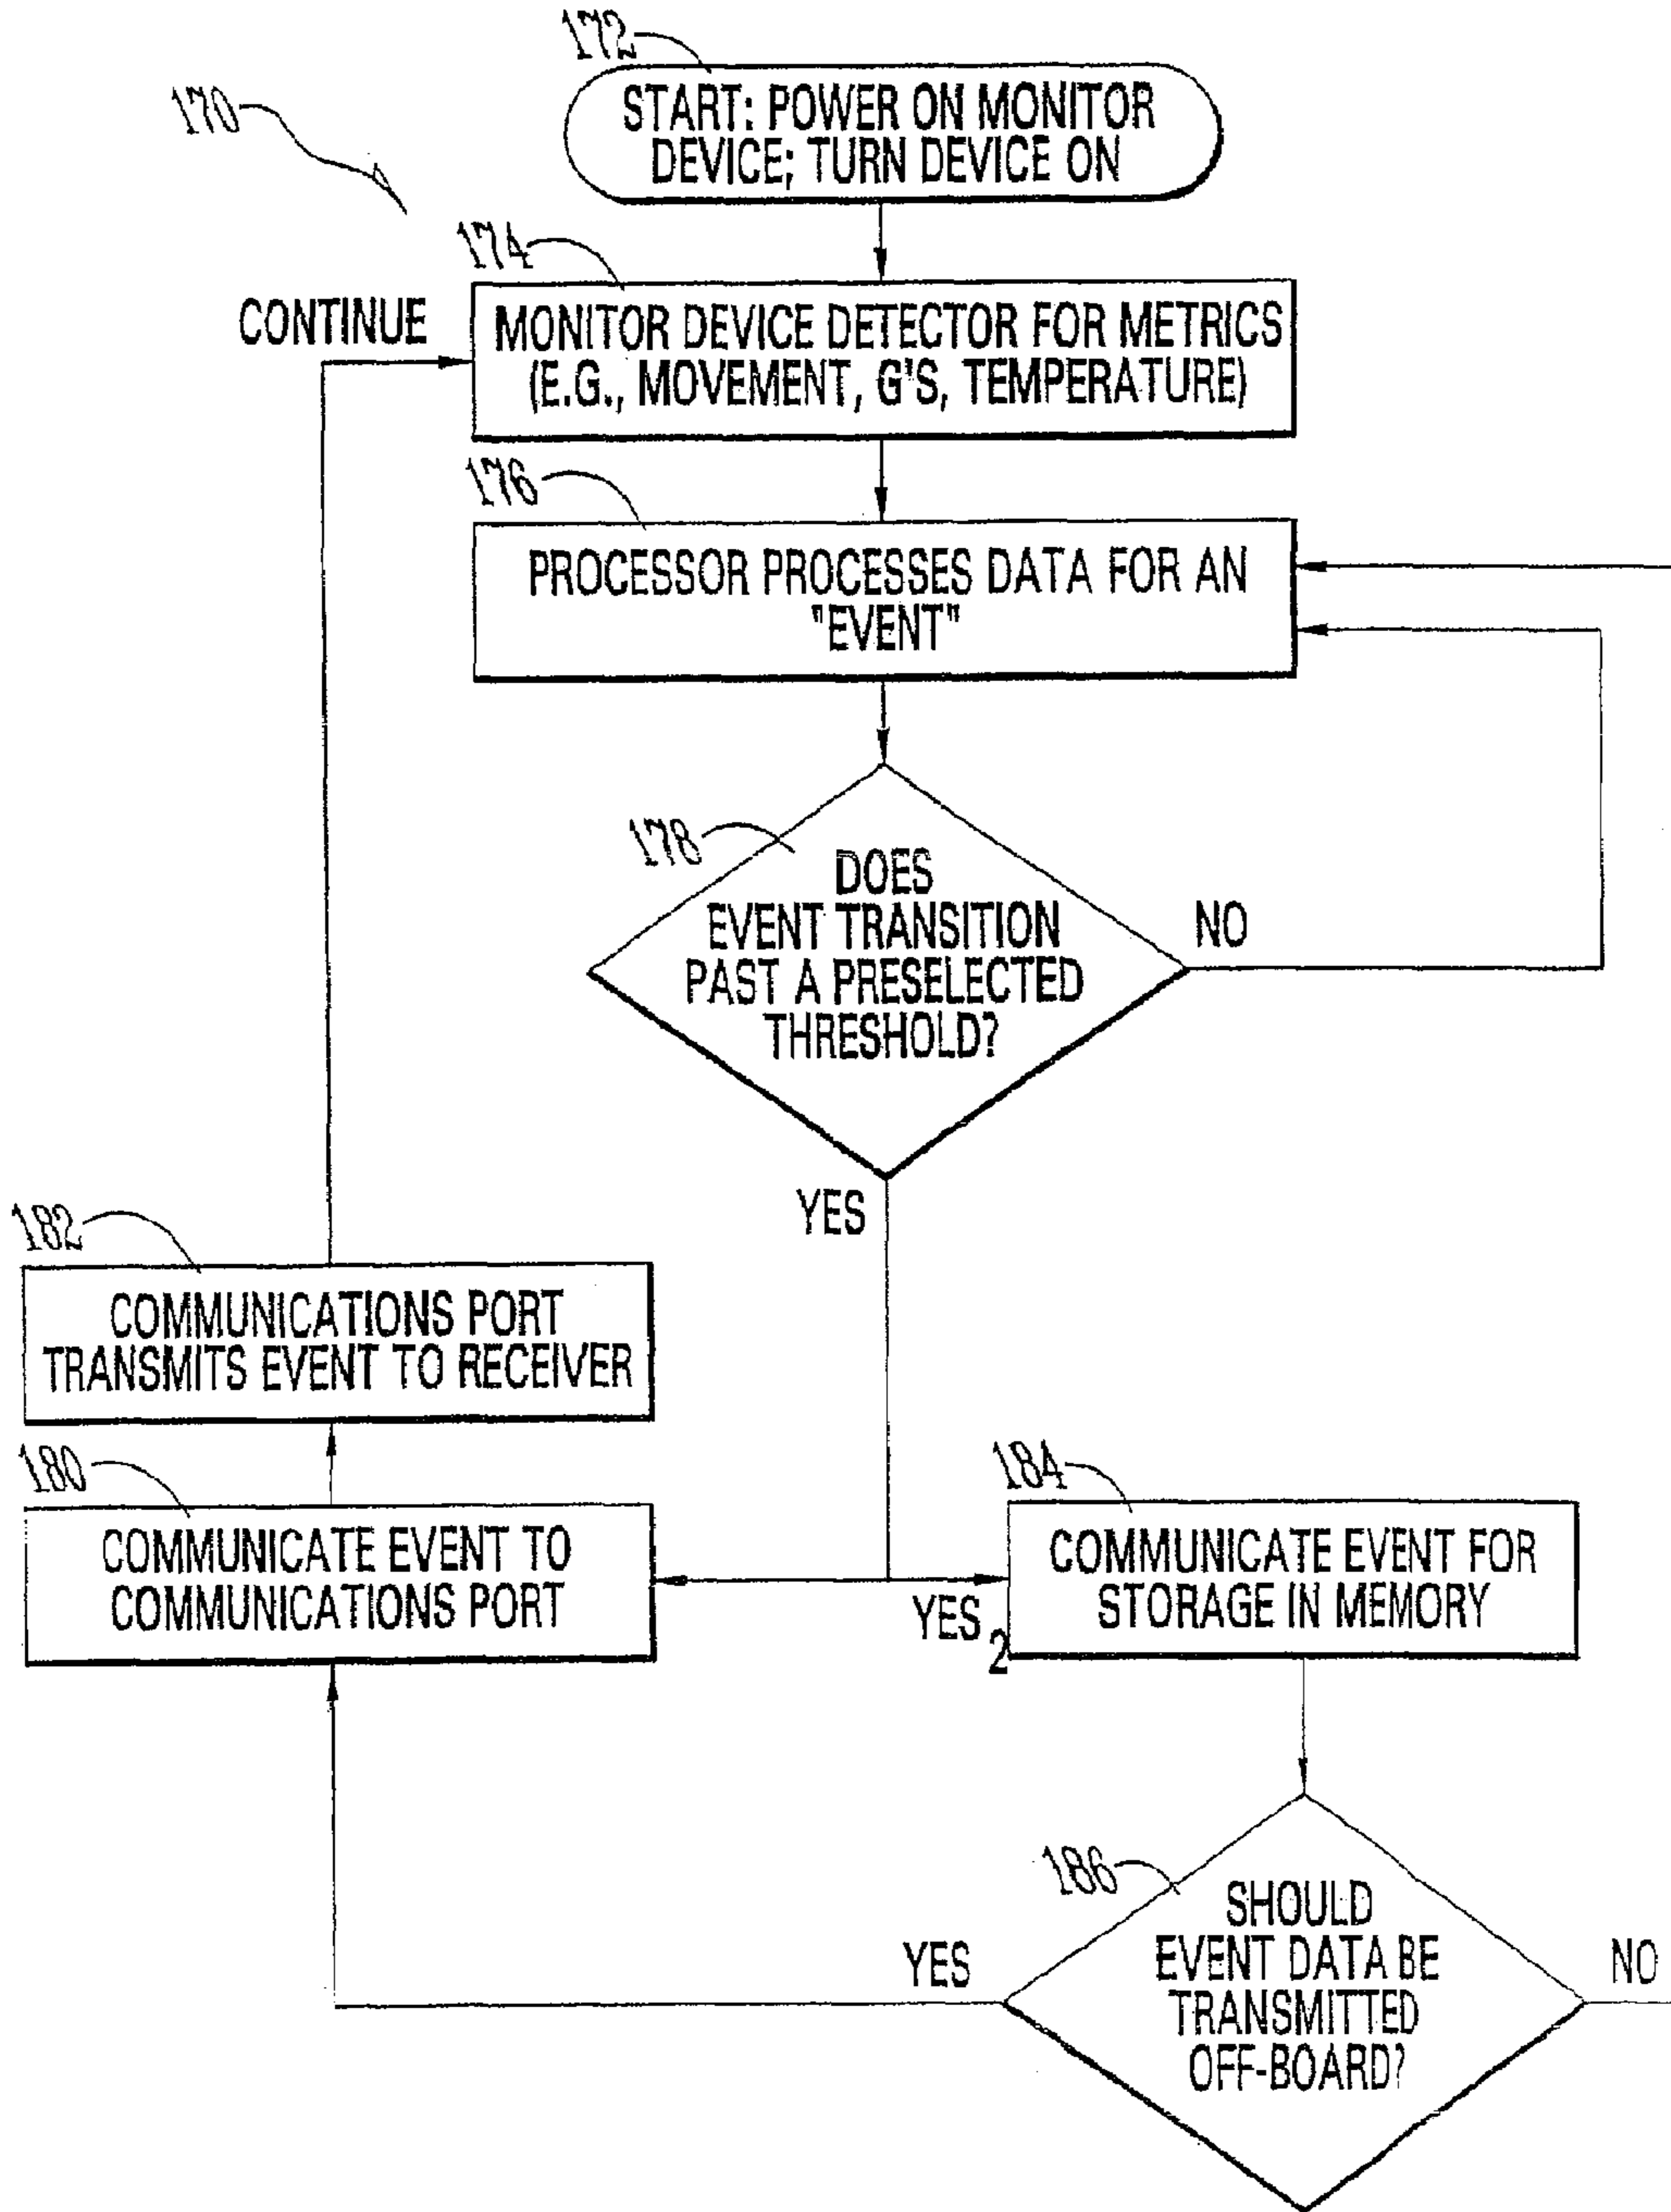 172
START: POWER ON MONITOR
DEVICE; TURN DEVICE ON
170
174
CONTINUE
MONITOR DEVICE DETECTOR FOR METRICS
(E.G., MOVEMENT, G'S, TEMPERATURE)
176
PROCESSOR PROCESSES DATA FOR AN
"EVENT"
178
DOES
EVENT TRANSITION
PAST A PRESELECTED
THRESHOLD?
NO
YES
182
COMMUNICATIONS PORT
TRANSMITS EVENT TO RECEIVER
180
COMMUNICATE EVENT TO
COMMUNICATIONS PORT
YES 2
184
COMMUNICATE EVENT FOR
STORAGE IN MEMORY
186
SHOULD
EVENT DATA BE
TRANSMITTED
OFF-BOARD?
YES
NO